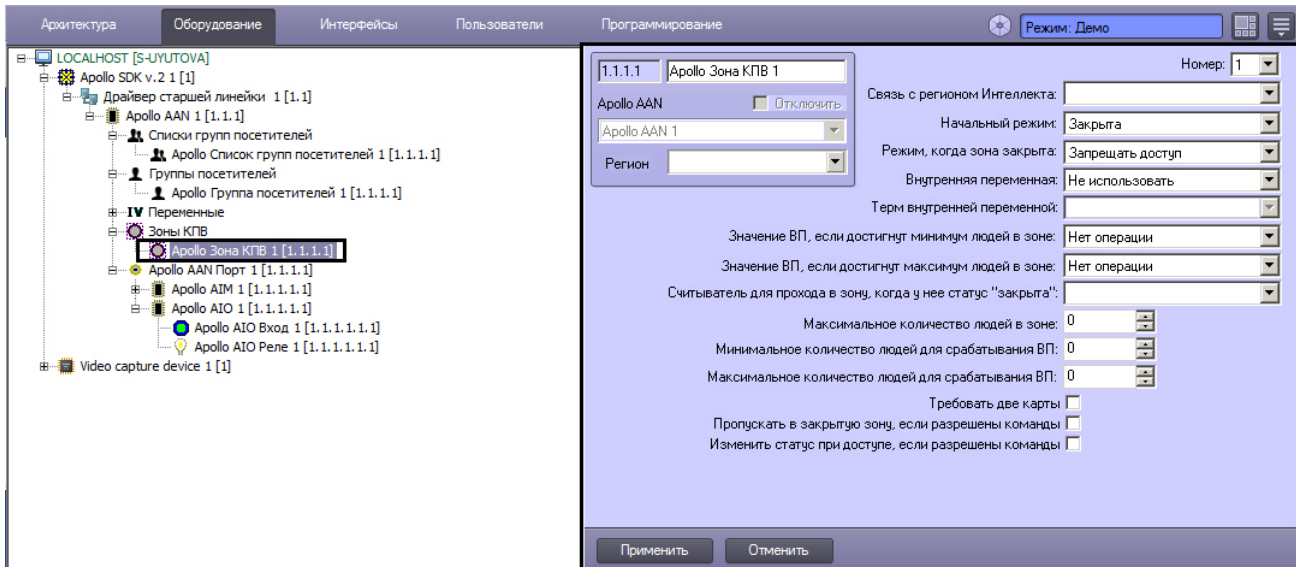 Архитектура Оборудование Интерфейсы Пользователи Программирование Режим: Демо
LOCALHOST [S-UYUTOVA]
Apollo SDK v.2 1 [1]
Драйвер старшей линейки 1 [1.1]
Apollo AAN 1 [1.1.1]
Списки групп посетителей
Apollo Список групп посетителей 1 [1.1.1.1]
Группы посетителей
Apollo Группа посетителей 1 [1.1.1.1]
IV Переменные
Зоны КПВ
Apollo Зона КПВ 1 [1.1.1.1]
Apollo AAN Порт 1 [1.1.1.1]
Apollo AIM 1 [1.1.1.1.1]
Apollo AIO 1 [1.1.1.1.1]
Apollo AIO Вход 1 [1.1.1.1.1.1]
Apollo AIO Реле 1 [1.1.1.1.1.1]
Video capture device 1 [1]
1.1.1.1 Apollo Зона КПВ 1
Apollo AAN Отключить
Apollo AAN 1
Регион
Номер: 1
Связь с регионом Интеллекта:
Начальный режим: Закрыта
Режим, когда зона закрыта: Запрещать доступ
Внутренняя переменная: Не использовать
Терм внутренней переменной:
Значение ВП, если достигнут минимум людей в зоне: Нет операции
Значение ВП, если достигнут максимум людей в зоне: Нет операции
Считыватель для прохода в зону, когда у нее статус "закрыта":
Максимальное количество людей в зоне: 0
Минимальное количество людей для срабатывания ВП: 0
Максимальное количество людей для срабатывания ВП: 0
Требовать две карты
Пропускать в закрытую зону, если разрешены команды
Изменить статус при доступе, если разрешены команды
Применить Отменить